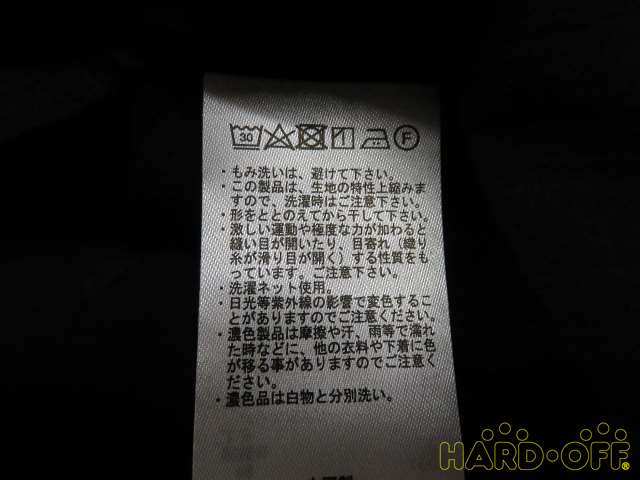 30 F
・もみ洗いは、避けて下さい。
・この製品は、生地の特性上縮みま
すので、洗濯時はご注意下さい。
・形をととのえてから干して下さい。
・激しい運動や極度な力が加わると
縫い目が開いたり、目寄れ（織り
糸が滑り目が開く）する性質をも
っています。ご注意下さい。
・洗濯ネット使用。
・日光等紫外線の影響で変色するこ
とがありますのでご注意ください。
・濃色製品は摩擦や汗、雨等で濡れ
た時などに、他の衣料や下着に色
が移る事がありますのでご注意く
ださい。
・濃色品は白物と分別洗い。
HARD・OFF